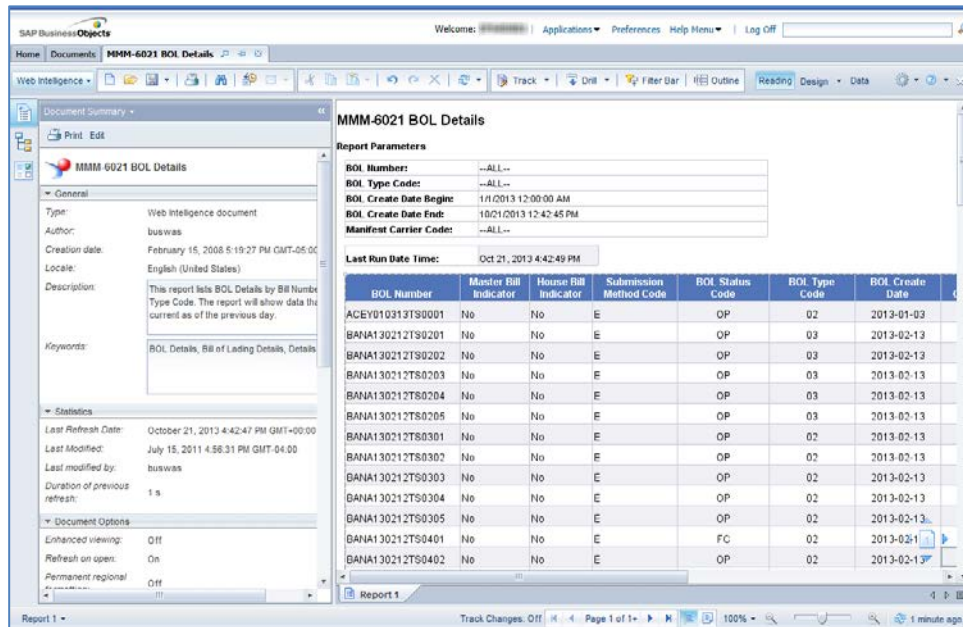 SAP BusinessObjects
Welcome: | Applications Preferences Help Menu | Log Off
Home Documents MMM-6021 BOL Details
Web Intelligence Track Drill Filter Bar Outline Reading Design Data
Document Summary
Print Edit
MMM-6021 BOL Details
General
Type: Web Intelligence document
Author: buswas
Creation date: February 15, 2008 5:19:27 PM GMT-05:00
Locale: English (United States)
Description: This report lists BOL Details by Bill Numbe
Type Code. The report will show data tha
current as of the previous day.
Keywords: BOL Details, Bill of Lading Details, Details
Statistics
Last Refresh Date: October 21, 2013 4:42:47 PM GMT+00:00
Last Modified: July 15, 2011 4:56:31 PM GMT-04:00
Last modified by: buswas
Duration of previous refresh: 1 s
Document Options
Enhanced viewing: Off
Refresh on open: On
Permanent regional Off
MMM-6021 BOL Details
Report Parameters
BOL Number: --ALL--
BOL Type Code: --ALL--
BOL Create Date Begin: 1/1/2013 12:00:00 AM
BOL Create Date End: 10/21/2013 12:42:45 PM
Manifest Carrier Code: --ALL--
Last Run Date Time: Oct 21, 2013 4:42:49 PM
BOL Number Master Bill Indicator House Bill Indicator Submission Method Code BOL Status Code BOL Type Code BOL Create Date
ACEY010313TS0001 No No E OP 02 2013-01-03
BANA130212TS0201 No No E OP 03 2013-02-13
BANA130212TS0202 No No E OP 03 2013-02-13
BANA130212TS0203 No No E OP 03 2013-02-13
BANA130212TS0204 No No E OP 03 2013-02-13
BANA130212TS0205 No No E OP 03 2013-02-13
BANA130212TS0301 No No E OP 02 2013-02-13
BANA130212TS0302 No No E OP 02 2013-02-13
BANA130212TS0303 No No E OP 02 2013-02-13
BANA130212TS0304 No No E OP 02 2013-02-13
BANA130212TS0305 No No E OP 02 2013-02-13
BANA130212TS0401 No No E FC 02 2013-02-1
BANA130212TS0402 No No E OP 02 2013-02-13
Report 1
Report 1 Track Changes: Off Page 1 of 1+ 100% 1 minute ago